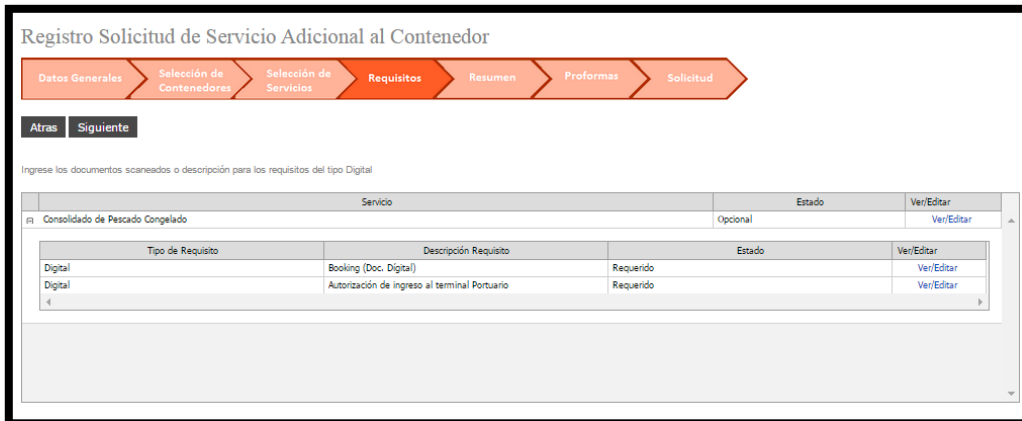 Registro Solicitud de Servicio Adicional al Contenedor
Datos Generales
Selección de
Contenedores
Selección de
Servicios
Requisitos
Resumen
Proformas
Solicitud
Atras Siguiente
Ingrese los documentos scaneados o descripción para los requisitos del tipo Digital
Servicio Estado Ver/Editar
Consolidado de Pescado Congelado Opcional Ver/Editar
Tipo de Requisito Descripción Requisito Estado Ver/Editar
Digital Booking (Doc. Dígital) Requerido Ver/Editar
Digital Autorización de ingreso al terminal Portuario Requerido Ver/Editar